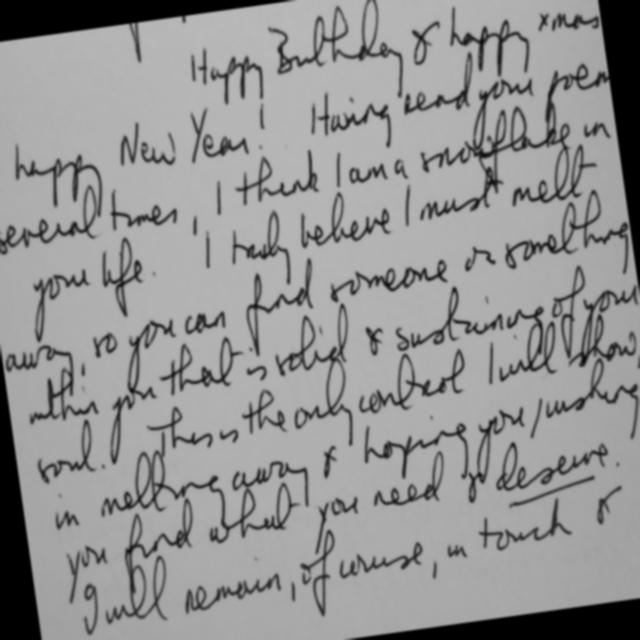 Happy Birthday & happy xmas
happy New Year! Having read your poem
several times, I think I am a snowflake in
your life. I truly believe I must melt
away, so you can find someone or something
within you that is solid & sustaining of your
soul. This is the only control I will show,
in melting away & hoping you, wishing
you find what you need & deserve.
I will remain, of course, in touch &